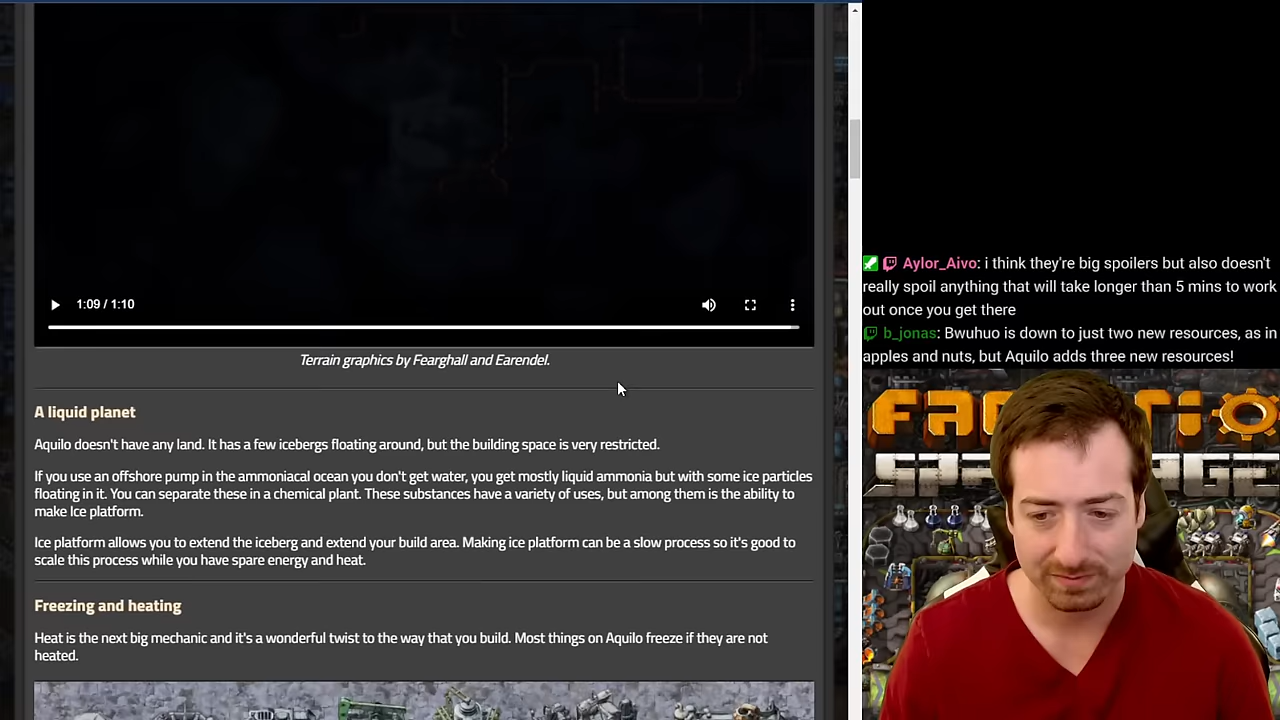 1:09 / 1:10
Terrain graphics by Fearghall and Earendel.
A liquid planet
Aquilo doesn't have any land. It has a few icebergs floating around, but the building space is very restricted.
If you use an offshore pump in the ammoniacal ocean you don't get water, you get mostly liquid ammonia but with some ice particles
floating in it. You can separate these in a chemical plant. These substances have a variety of uses, but among them is the ability to
make Ice platform.
Ice platform allows you to extend the iceberg and extend your build area. Making ice platform can be a slow process so it's good to
scale this process while you have spare energy and heat.
Freezing and heating
Heat is the next big mechanic and it's a wonderful twist to the way that you build. Most things on Aquilo freeze if they are not
heated.
Aylor_Aivo: i think they're big spoilers but also doesn't
really spoil anything that will take longer than 5 mins to work
out once you get there
b_jonas: Bwuhuo is down to just two new resources, as in
apples and nuts, but Aquilo adds three new resources!